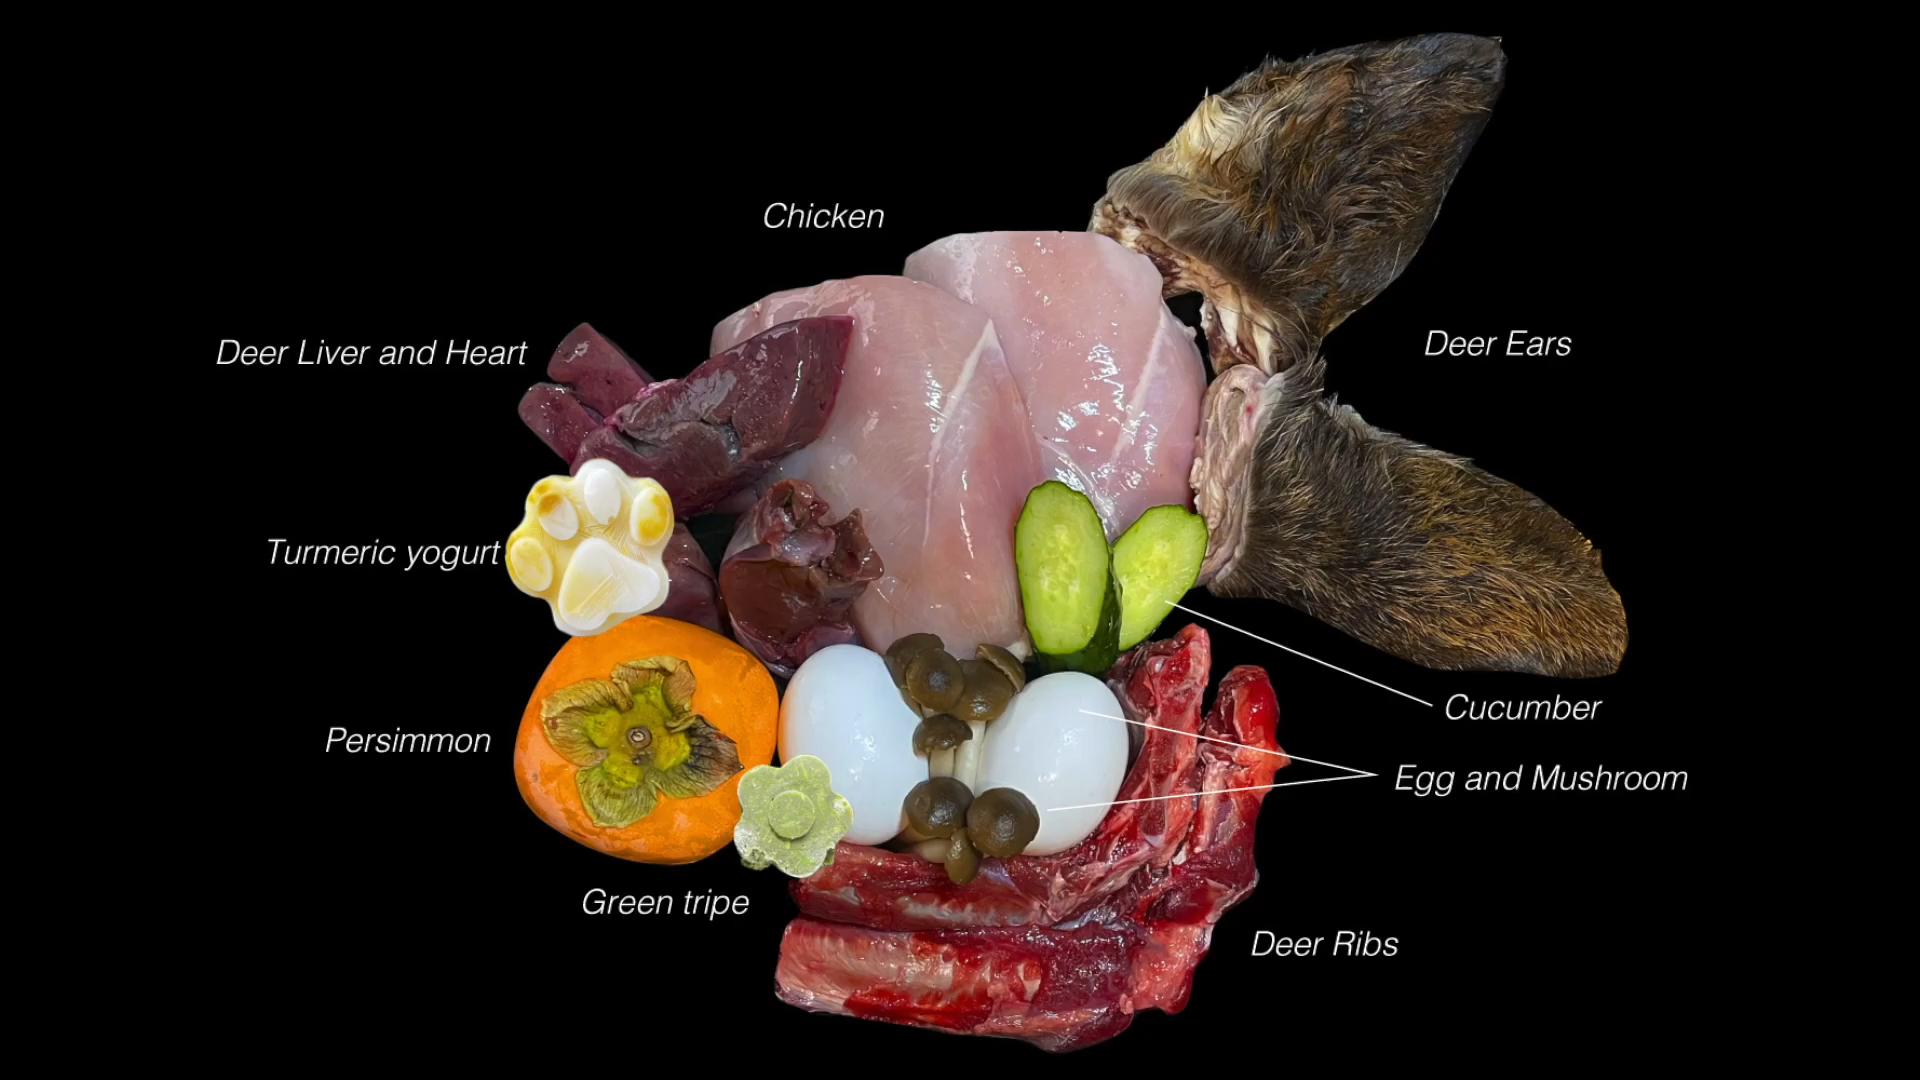 Chicken
Deer Liver and Heart
Deer Ears
Turmeric yogurt
Cucumber
Persimmon
Egg and Mushroom
Green tripe
Deer Ribs